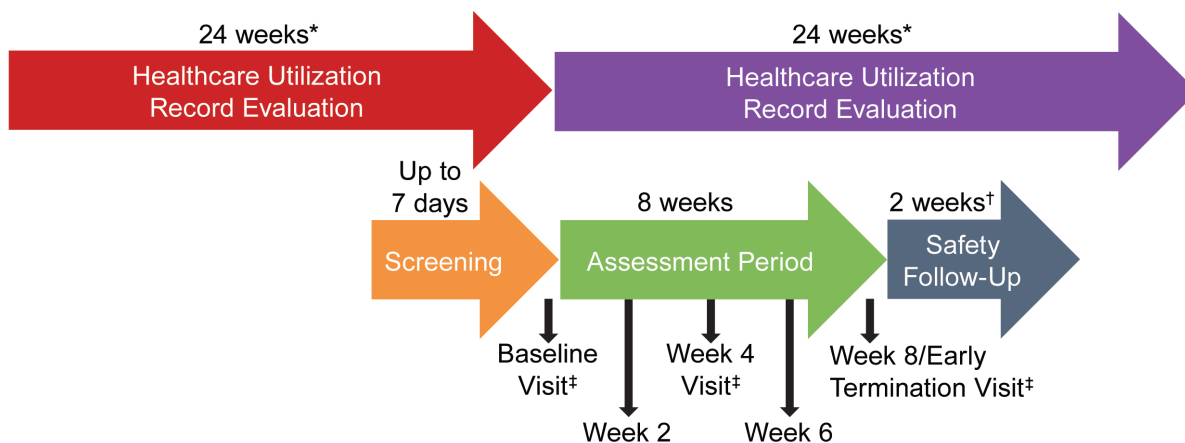 24 weeks*
Healthcare Utilization
Record Evaluation
24 weeks*
Healthcare Utilization
Record Evaluation
Up to
7 days
Screening
8 weeks
Assessment Period
2 weeks†
Safety
Follow-Up
Baseline
Visit‡
Week 2
Week 4
Visit‡
Week 6
Week 8/Early
Termination Visit‡